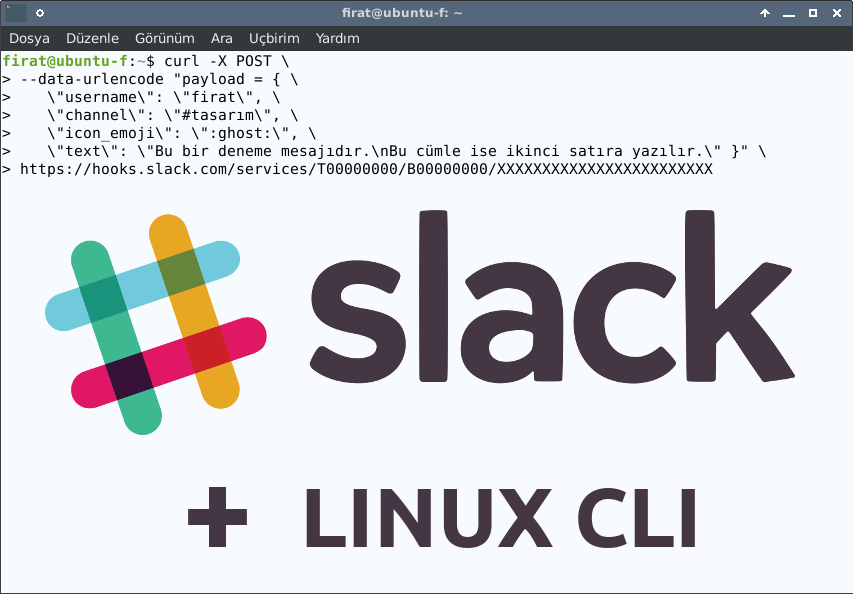 firat@ubuntu-f: ~
Dosya Düzenle Görünüm Ara Uçbirim Yardım
firat@ubuntu-f:~$ curl -X POST \
> --data-urlencode "payload = { \
>    \"username\": \"firat\", \
>    \"channel\": \"#tasarım\", \
>    \"icon_emoji\": \":ghost:\", \
>    \"text\": \"Bu bir deneme mesajıdır.\nBu cümle ise ikinci satıra yazılır.\" }" \
> https://hooks.slack.com/services/T00000000/B00000000/XXXXXXXXXXXXXXXXXXXXXXXX
slack
+ LINUX CLI